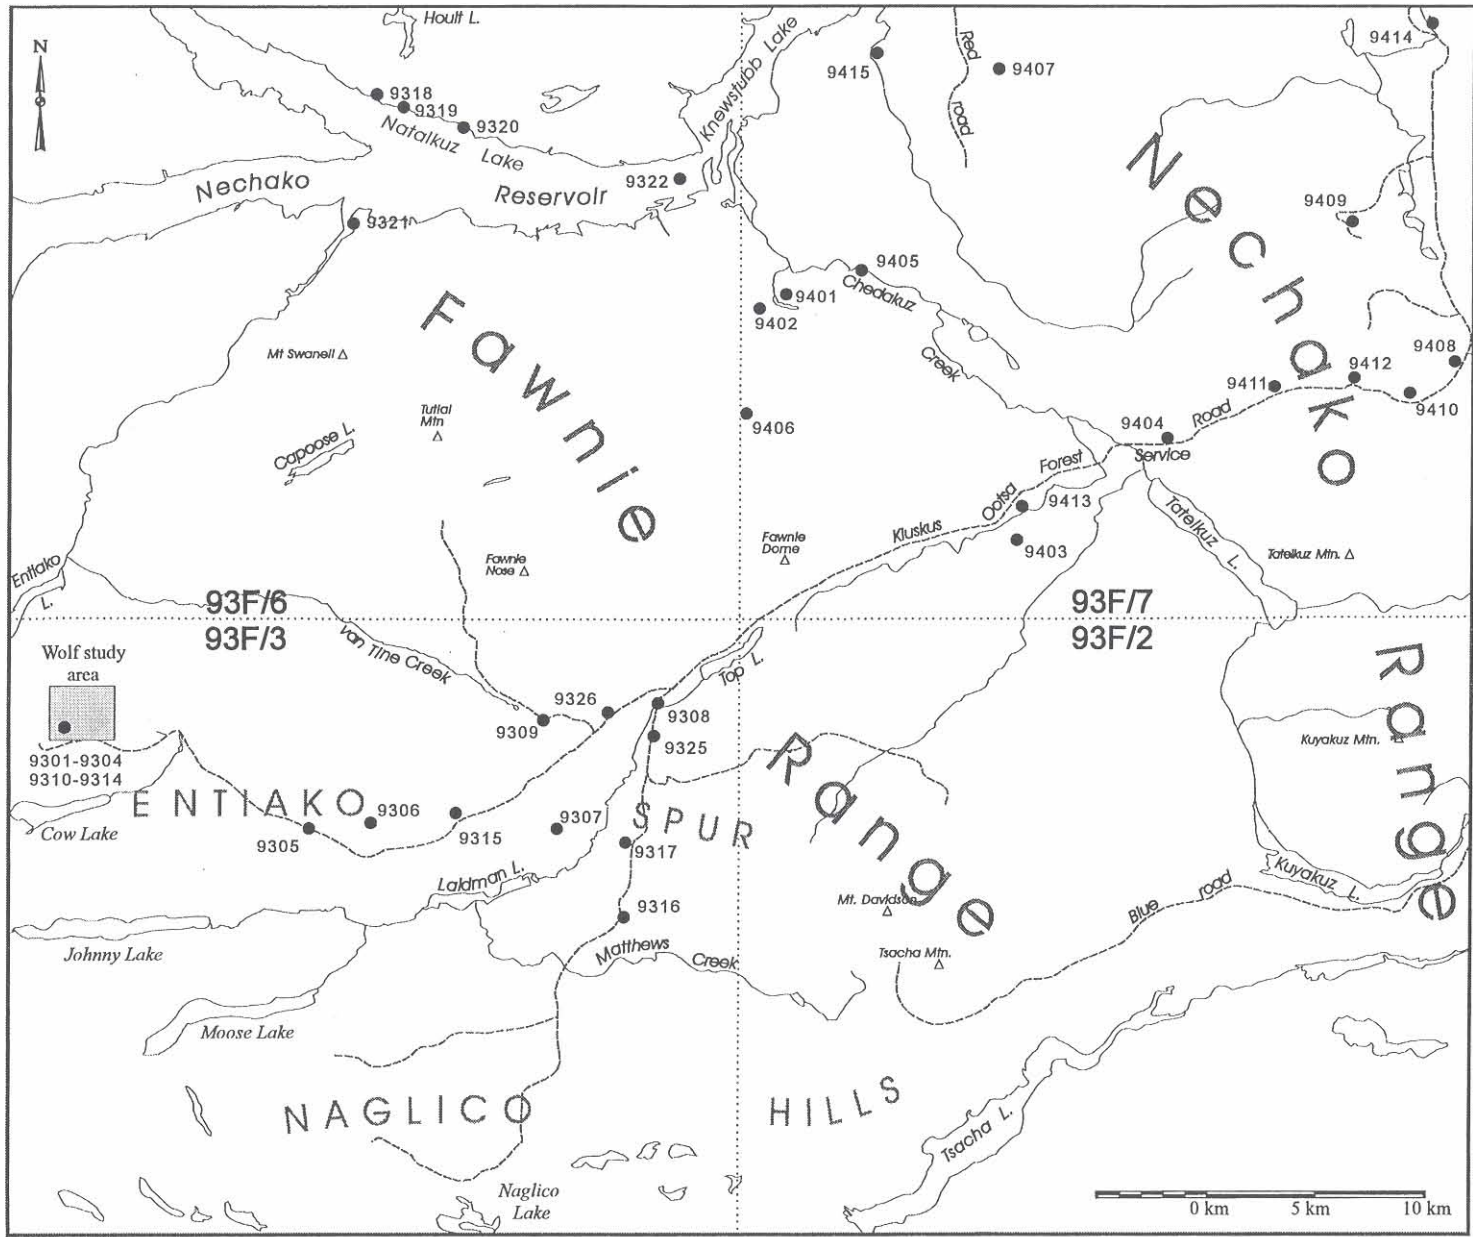 Hoult L.
N
9318
9319
9320
Natalkuz Lake
Knewstubb Lake
9415
Red road
9407
9414
Nechako Reservoir
9322
9321
9409
9405
9401
9402
Chedakuz Creek
Fawnie
Nechako
Mt Swanell
Tutial
Mtn
Capoose L.
9406
9408
9412
9411
9410
9404
Kluskus Ootsa Forest Service Road
9413
9403
Tatelkuz L.
Tatelkuz Mtn.
Fawnie
Dome
Fawnie
Nose
Entiako L.
93F/6
93F/3
93F/7
93F/2
Wolf study
area
Van Tine Creek
Top L.
9326
9309
9308
9325
9301-9304
9310-9314
Cow Lake
ENTIAKO
SPUR
Range
Range
Kuyakuz Mtn.
9305
9306
9315
9307
9317
Laidman L.
9316
Mt. Davidson
Kuyakuz L.
Blue road
Matthews Creek
Tsacha Mtn.
Johnny Lake
Moose Lake
NAGLICO
HILLS
Tsacha L.
Naglico
Lake
0 km 5 km 10 km